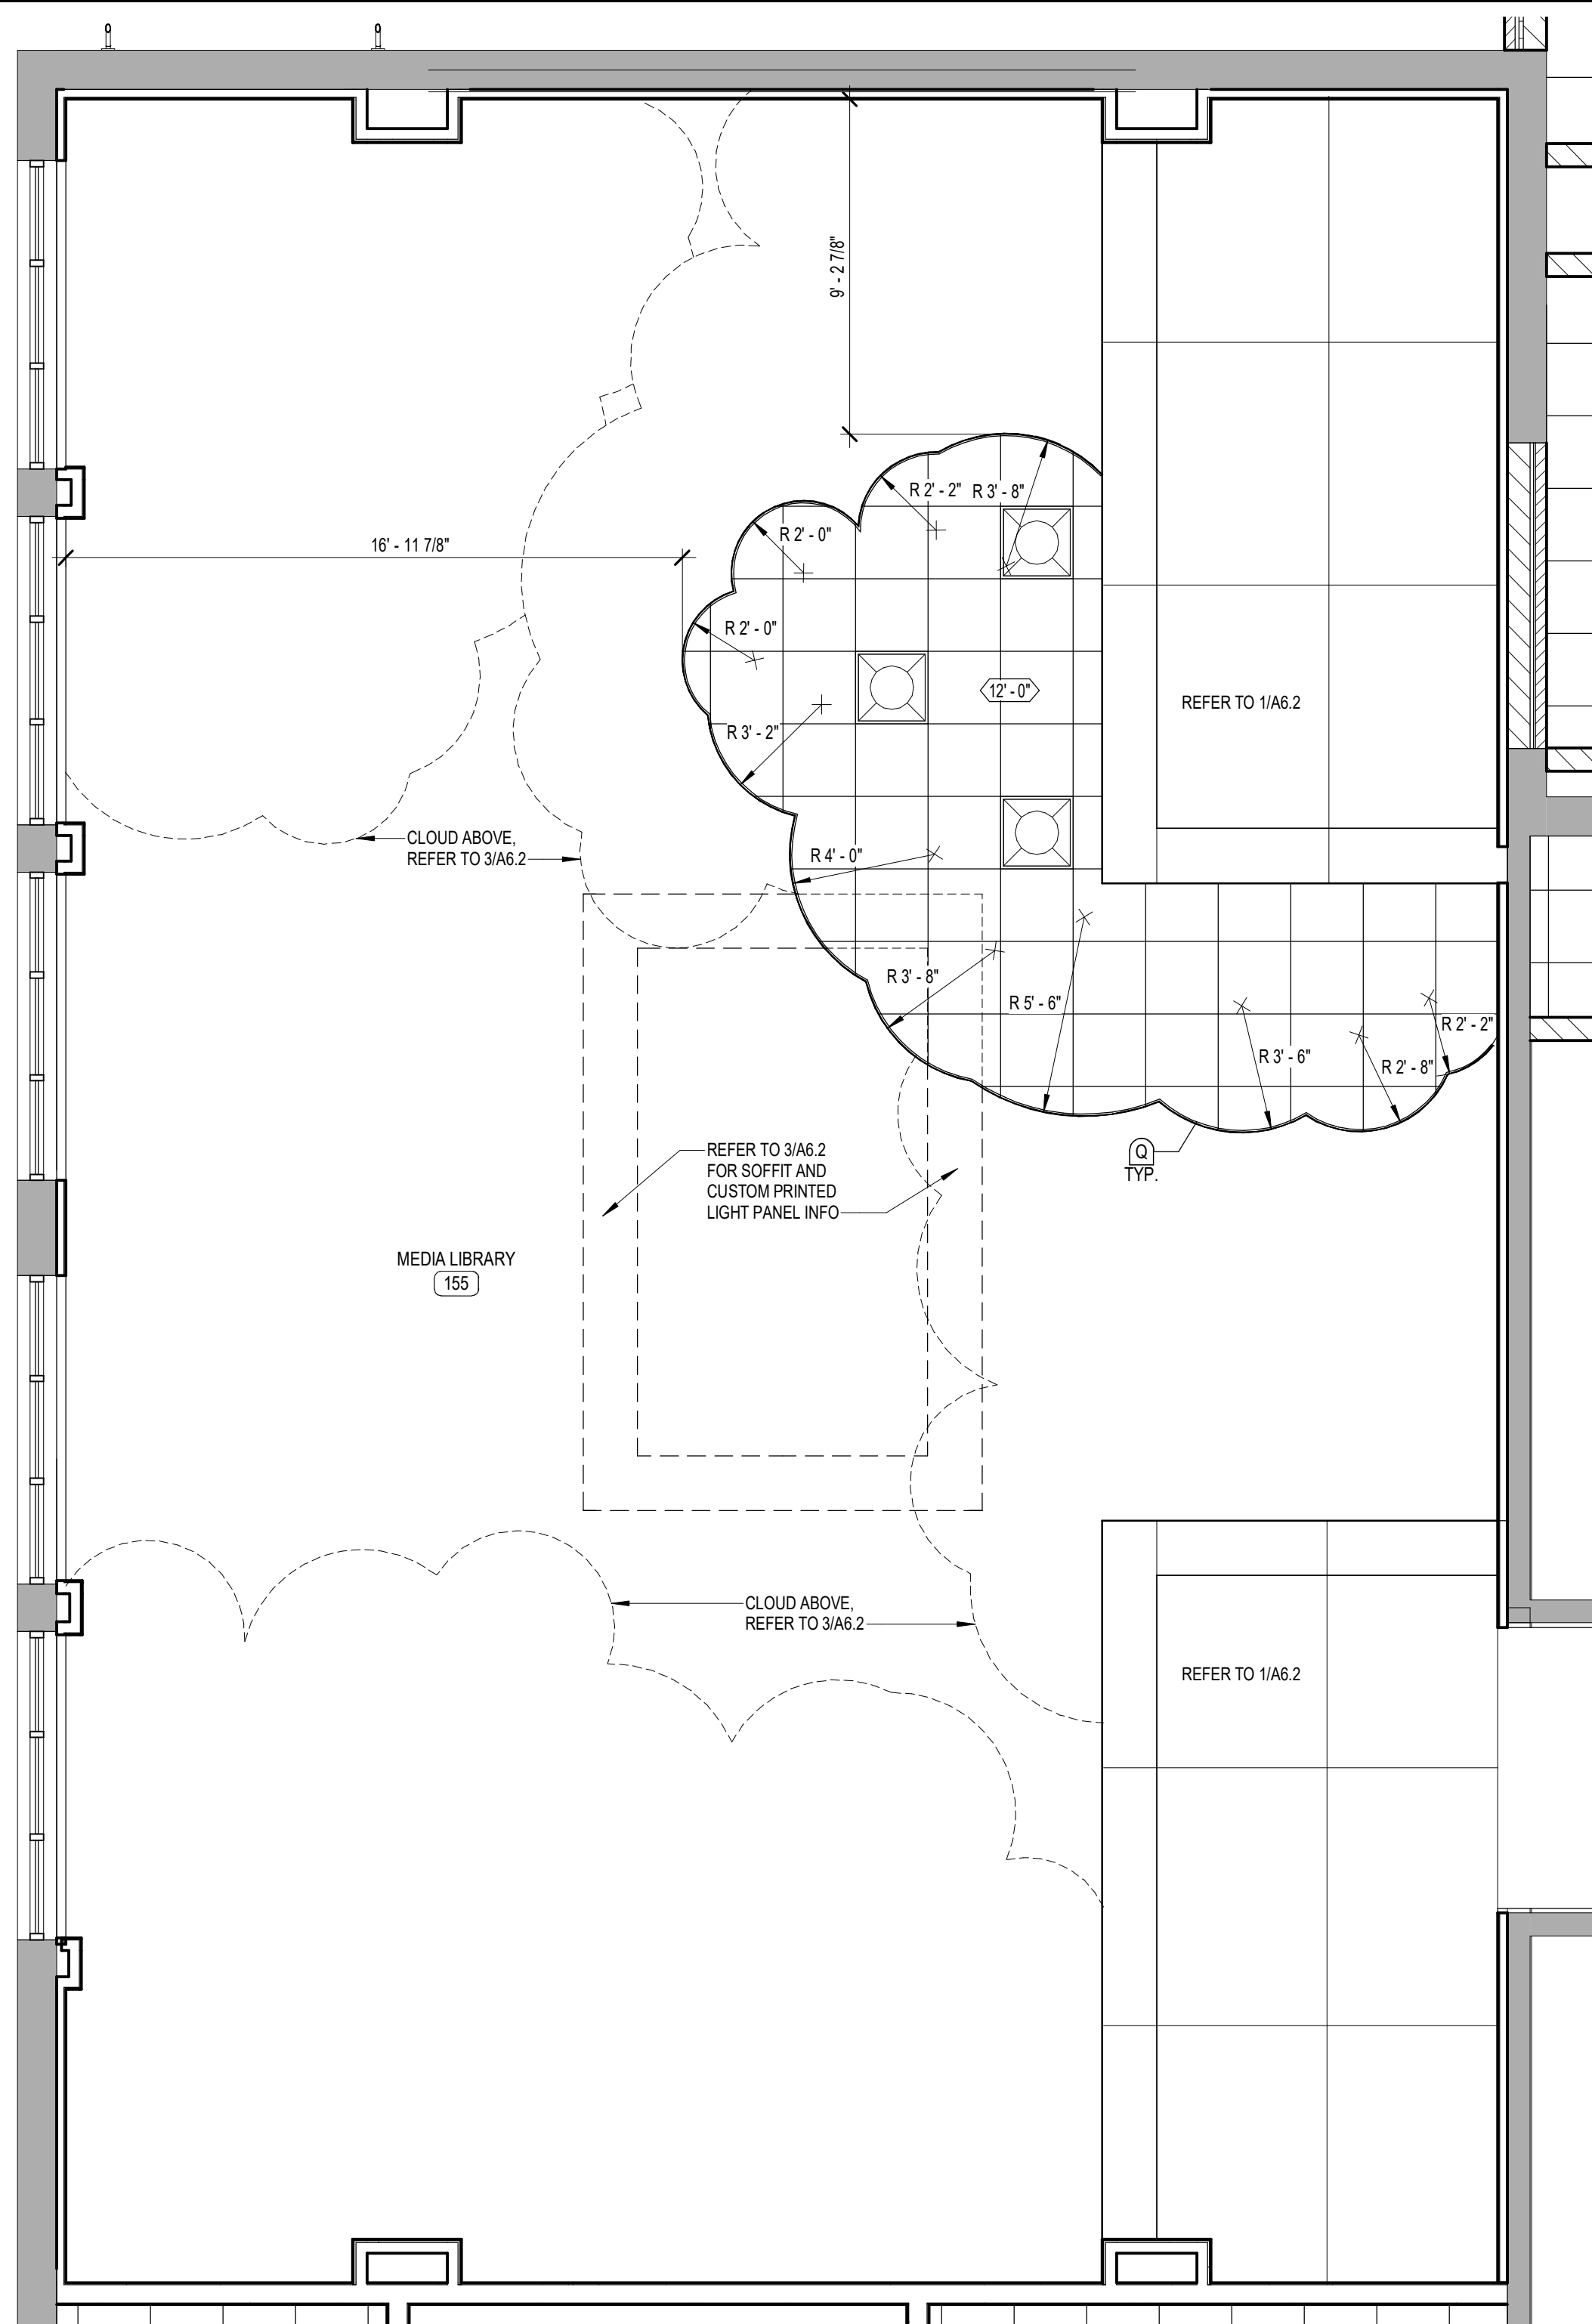 9' - 2 7/8"
R 2' - 2"
R 3' - 8"
R 2' - 0"
16' - 11 7/8"
R 2' - 0"
12' - 0"
REFER TO 1/A6.2
R 3' - 2"
CLOUD ABOVE,
REFER TO 3/A6.2
R 4' - 0"
R 3' - 8"
R 5' - 6"
R 3' - 6"
R 2' - 8"
R 2' - 2"
Q
TYP.
REFER TO 3/A6.2
FOR SOFFIT AND
CUSTOM PRINTED
LIGHT PANEL INFO
MEDIA LIBRARY
155
CLOUD ABOVE,
REFER TO 3/A6.2
REFER TO 1/A6.2